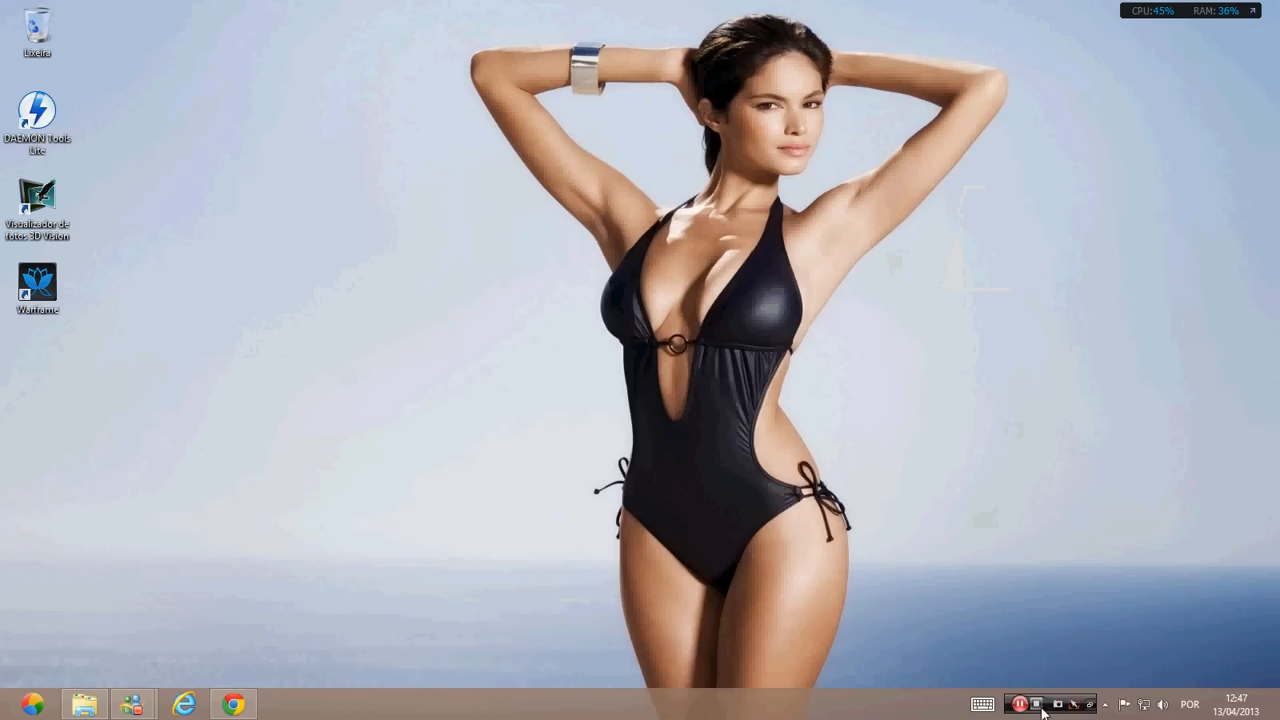 CPU:45% RAM: 36%
Lixeira
DAEMON Tools
Lite
Visualizador de
fotos 3D Vision
Warframe
POR
12:47
13/04/2013